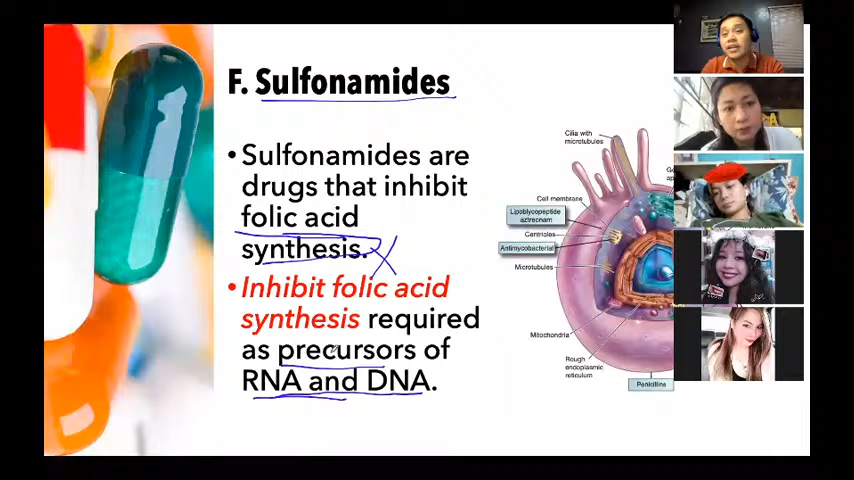 F. Sulfonamides
• Sulfonamides are
drugs that inhibit
folic acid
synthesis.
• Inhibit folic acid
synthesis required
as precursors of
RNA and DNA.
Cilia with
microtubules
Cell membrane
Lipoglycopeptide
aztreonam
Centrioles
Antimycobacterial
Microtubules
Mitochondria
Rough
endoplasmic
reticulum
Penicillins